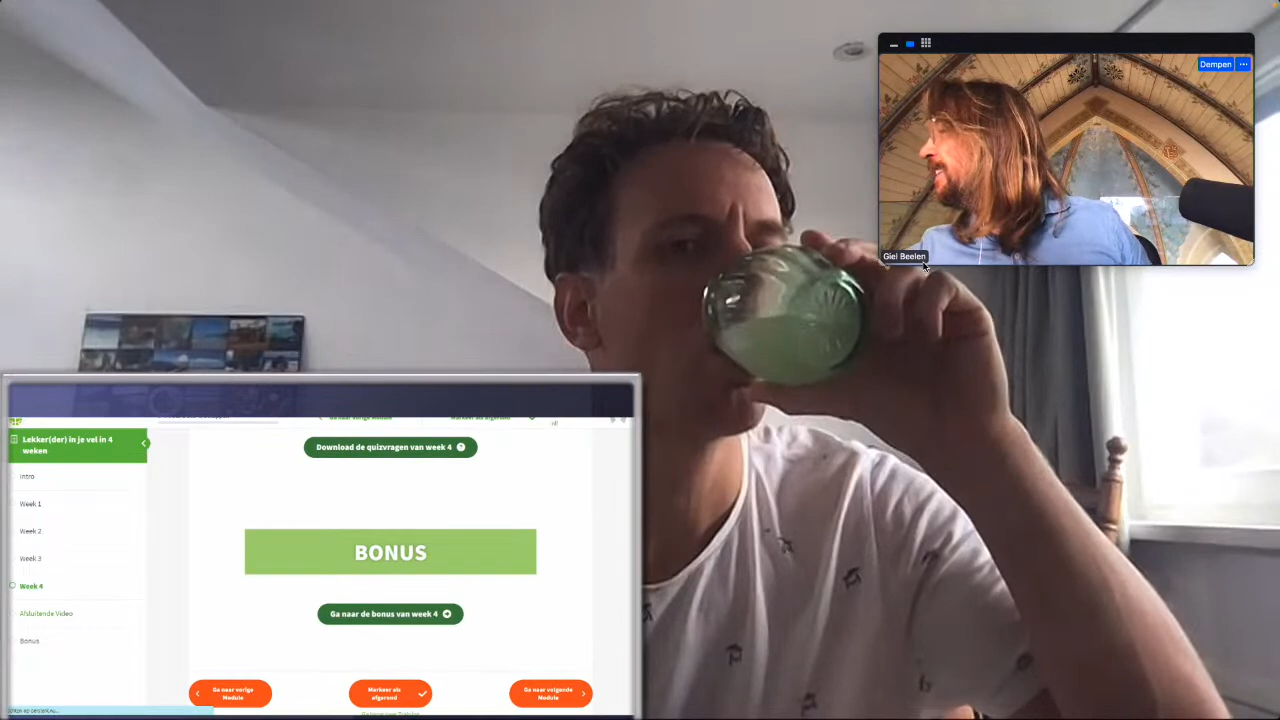 Dempen
Giel Beelen
Lekker(der) in je vel in 4
weken
Intro
Week 1
Week 2
Week 3
Week 4
Afsluitende Video
Bonus
Download de quizvragen van week 4
BONUS
Ga naar de bonus van week 4
Ga naar vorige
Module
Markeer als
afgerond
Ga naar volgende
Module